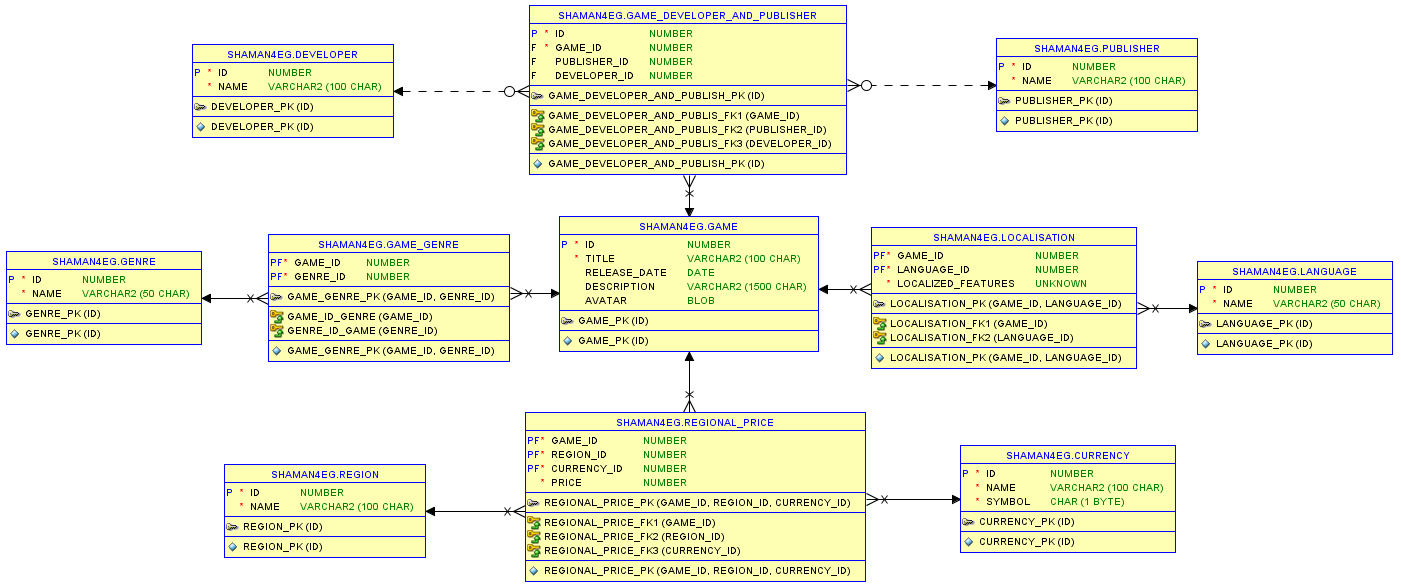 SHAMAN4EG.GAME_DEVELOPER_AND_PUBLISHER
P * ID NUMBER
F * GAME_ID NUMBER
F PUBLISHER_ID NUMBER
F DEVELOPER_ID NUMBER
GAME_DEVELOPER_AND_PUBLISH_PK (ID)
GAME_DEVELOPER_AND_PUBLIS_FK1 (GAME_ID)
GAME_DEVELOPER_AND_PUBLIS_FK2 (PUBLISHER_ID)
GAME_DEVELOPER_AND_PUBLIS_FK3 (DEVELOPER_ID)
GAME_DEVELOPER_AND_PUBLISH_PK (ID)
SHAMAN4EG.DEVELOPER
P * ID NUMBER
* NAME VARCHAR2 (100 CHAR)
DEVELOPER_PK (ID)
DEVELOPER_PK (ID)
SHAMAN4EG.PUBLISHER
P * ID NUMBER
* NAME VARCHAR2 (100 CHAR)
PUBLISHER_PK (ID)
PUBLISHER_PK (ID)
SHAMAN4EG.GENRE
P * ID NUMBER
* NAME VARCHAR2 (50 CHAR)
GENRE_PK (ID)
GENRE_PK (ID)
SHAMAN4EG.GAME_GENRE
PF* GAME_ID NUMBER
PF* GENRE_ID NUMBER
GAME_GENRE_PK (GAME_ID, GENRE_ID)
GAME_ID_GENRE (GAME_ID)
GENRE_ID_GAME (GENRE_ID)
GAME_GENRE_PK (GAME_ID, GENRE_ID)
SHAMAN4EG.GAME
P * ID NUMBER
* TITLE VARCHAR2 (100 CHAR)
RELEASE_DATE DATE
DESCRIPTION VARCHAR2 (1500 CHAR)
AVATAR BLOB
GAME_PK (ID)
GAME_PK (ID)
SHAMAN4EG.LOCALISATION
PF* GAME_ID NUMBER
PF* LANGUAGE_ID NUMBER
* LOCALIZED_FEATURES UNKNOWN
LOCALISATION_PK (GAME_ID, LANGUAGE_ID)
LOCALISATION_FK1 (GAME_ID)
LOCALISATION_FK2 (LANGUAGE_ID)
LOCALISATION_PK (GAME_ID, LANGUAGE_ID)
SHAMAN4EG.LANGUAGE
P * ID NUMBER
* NAME VARCHAR2 (50 CHAR)
LANGUAGE_PK (ID)
LANGUAGE_PK (ID)
SHAMAN4EG.REGION
P * ID NUMBER
* NAME VARCHAR2 (100 CHAR)
REGION_PK (ID)
REGION_PK (ID)
SHAMAN4EG.REGIONAL_PRICE
PF* GAME_ID NUMBER
PF* REGION_ID NUMBER
PF* CURRENCY_ID NUMBER
* PRICE NUMBER
REGIONAL_PRICE_PK (GAME_ID, REGION_ID, CURRENCY_ID)
REGIONAL_PRICE_FK1 (GAME_ID)
REGIONAL_PRICE_FK2 (REGION_ID)
REGIONAL_PRICE_FK3 (CURRENCY_ID)
REGIONAL_PRICE_PK (GAME_ID, REGION_ID, CURRENCY_ID)
SHAMAN4EG.CURRENCY
P * ID NUMBER
* NAME VARCHAR2 (100 CHAR)
* SYMBOL CHAR (1 BYTE)
CURRENCY_PK (ID)
CURRENCY_PK (ID)